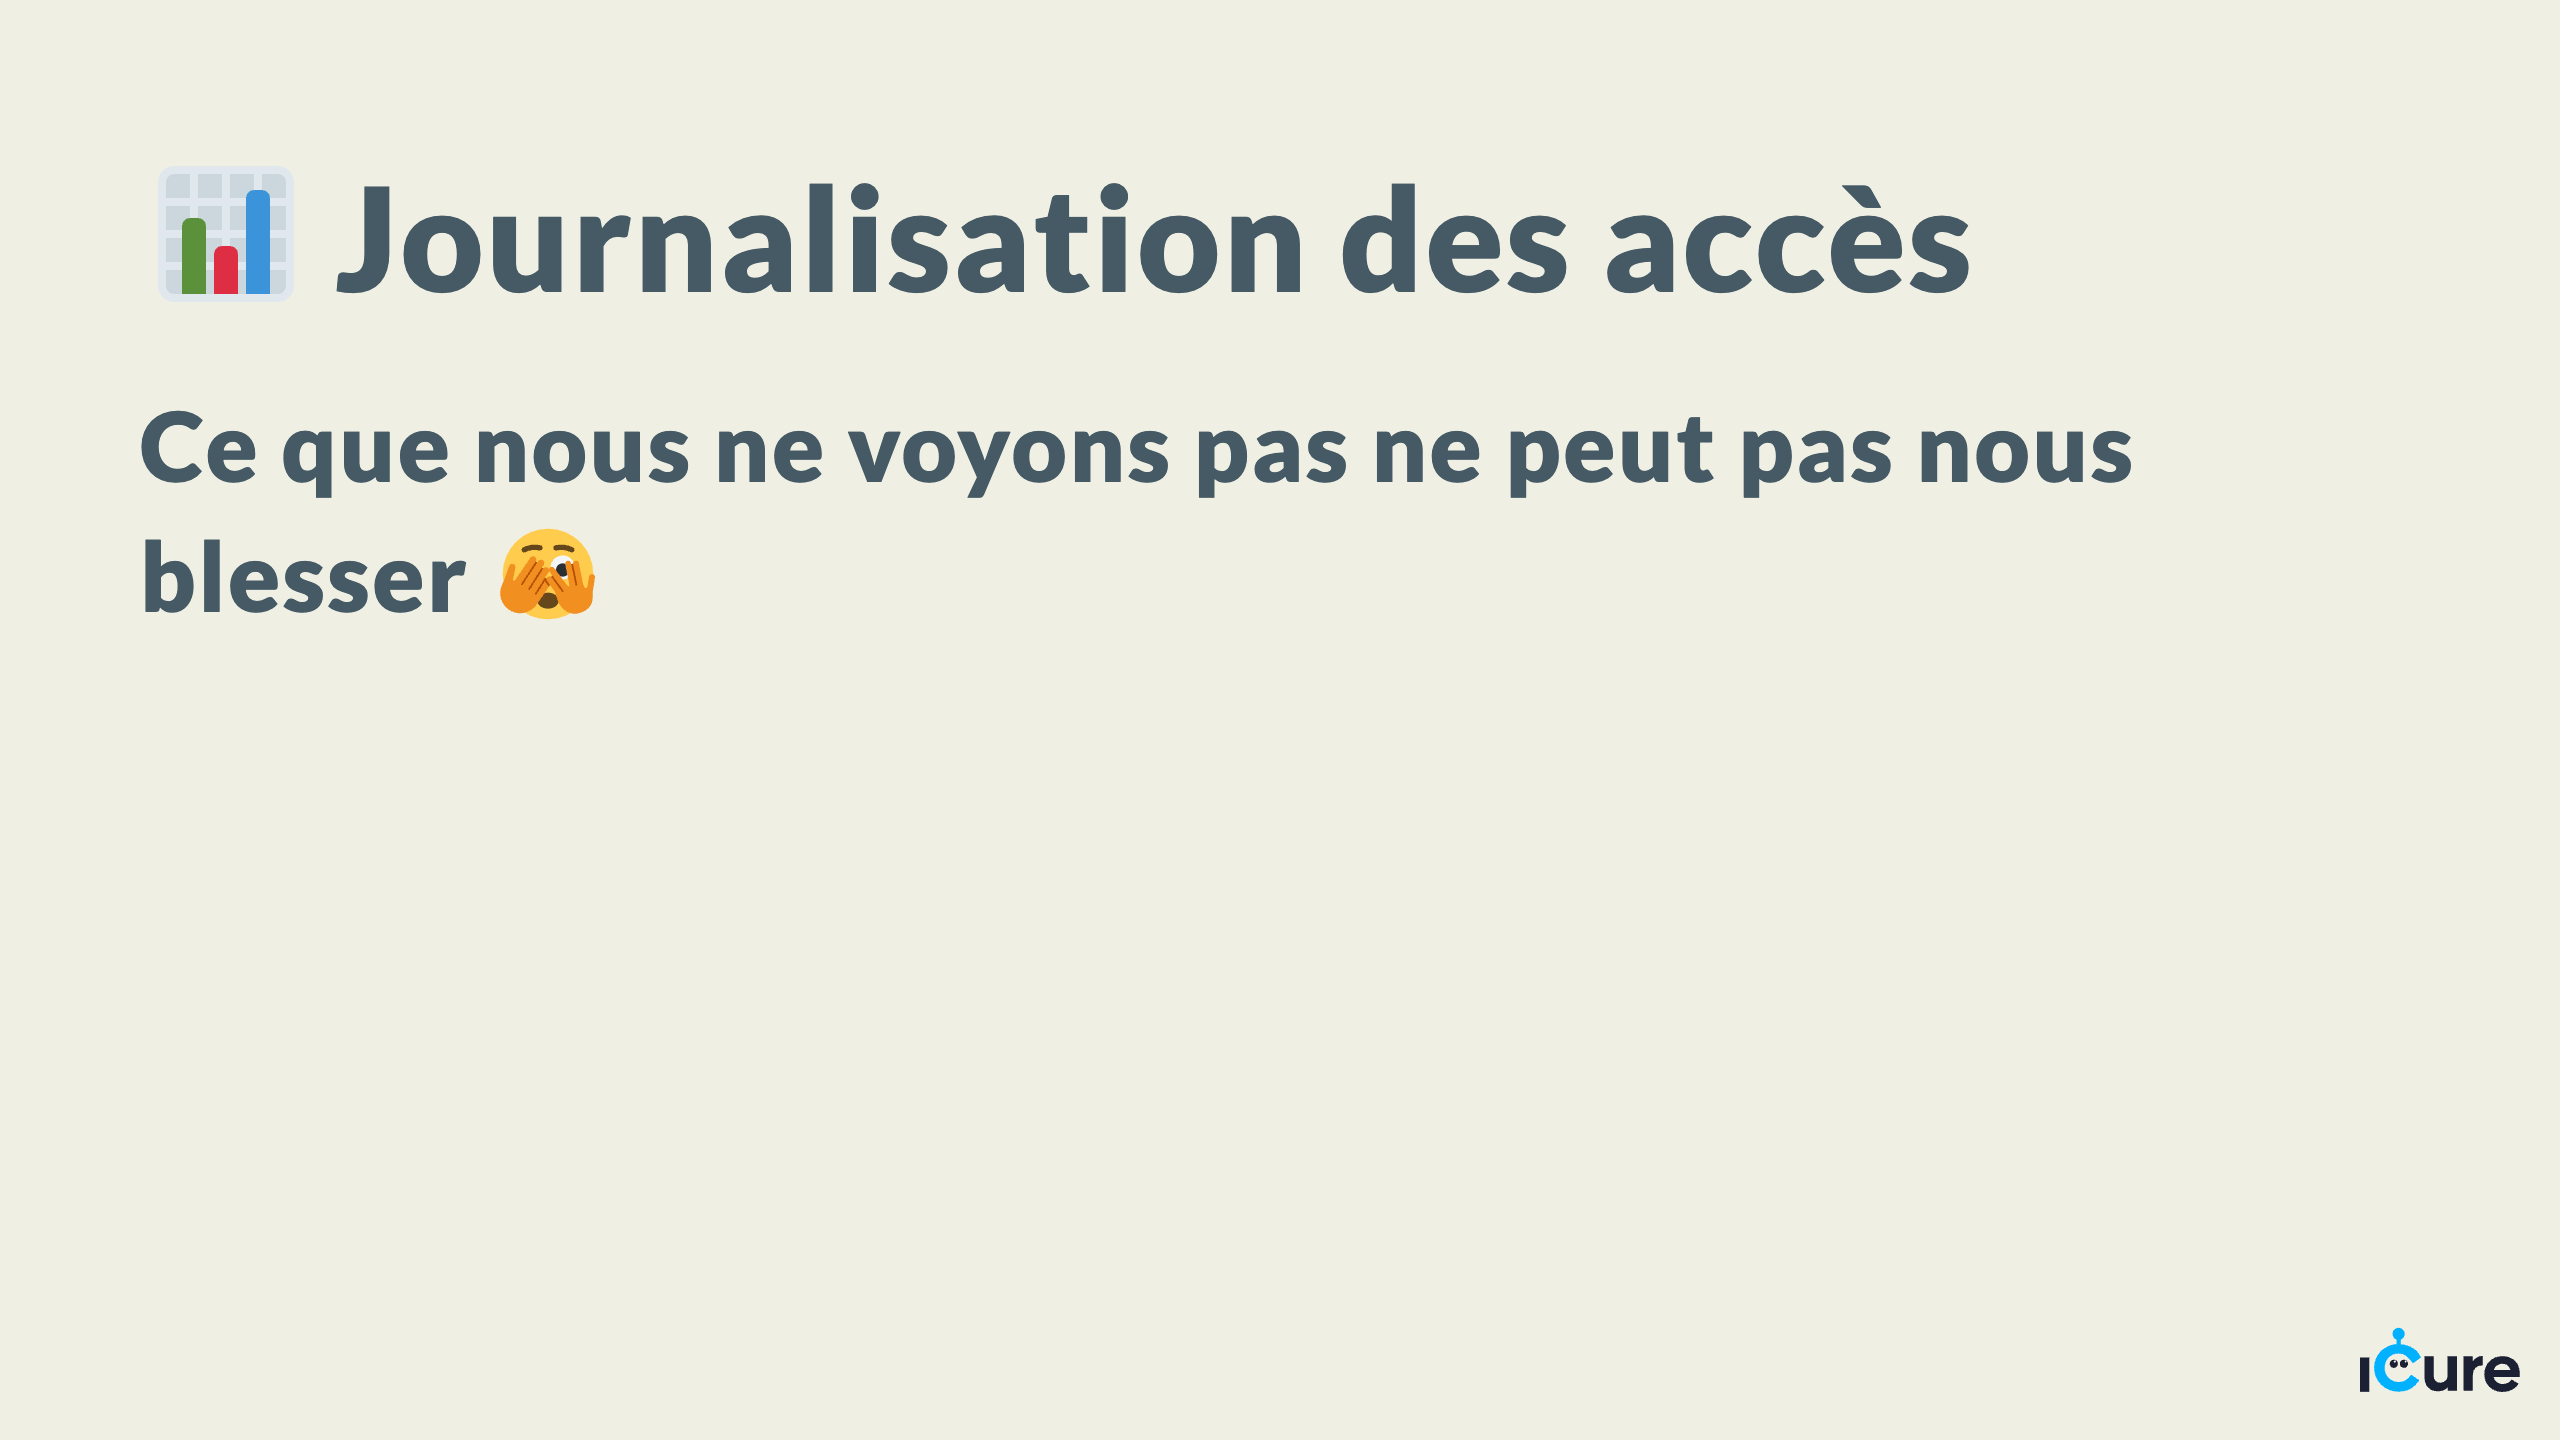 📊 Journalisation des accès
Ce que nous ne voyons pas ne peut pas nous
blesser 🫣
iCure